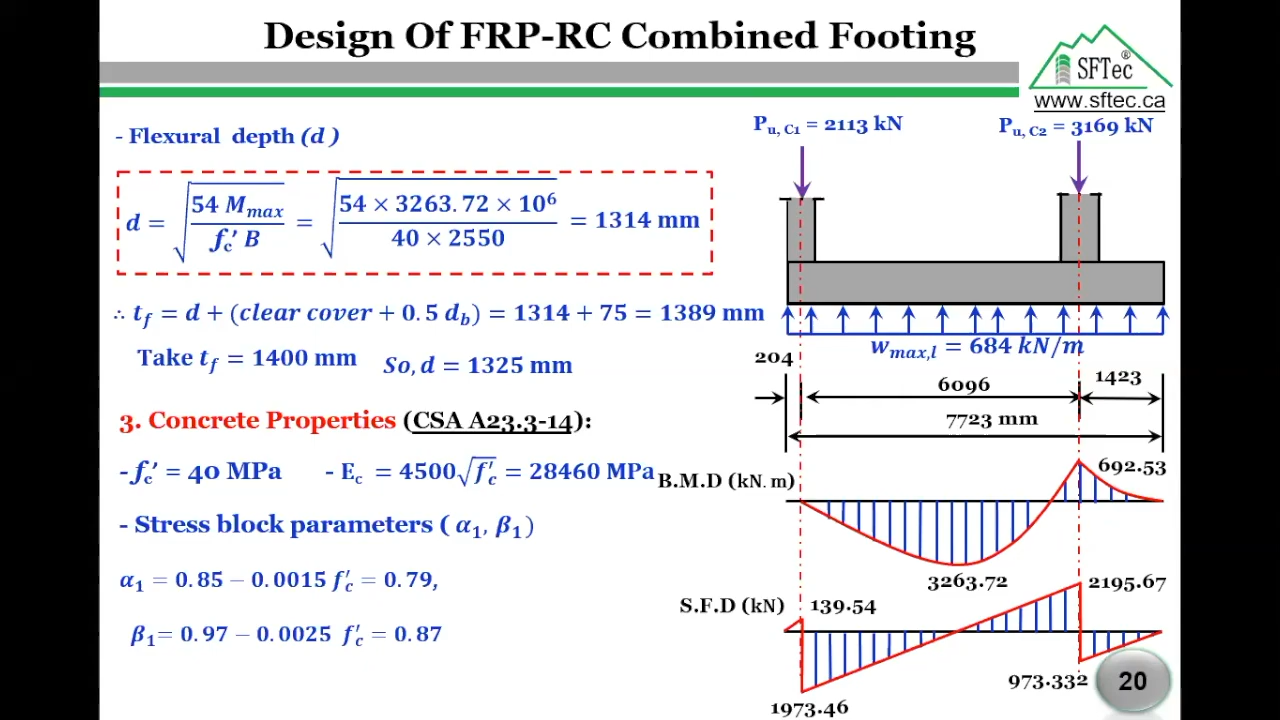 Design Of FRP-RC Combined Footing
SFTec®
www.sftec.ca
- Flexural depth (d )
d = √(54 M_max / f_c' B) = √(54 × 3263.72 × 10⁶ / 40 × 2550) = 1314 mm
∴ t_f = d + (clear cover + 0.5 d_b) = 1314 + 75 = 1389 mm
Take t_f = 1400 mm So, d = 1325 mm
3. Concrete Properties (CSA A23.3-14):
- f_c' = 40 MPa - E_c = 4500√f_c' = 28460 MPa
- Stress block parameters ( α₁, β₁ )
α₁ = 0.85 − 0.0015 f_c' = 0.79,
β₁= 0.97 − 0.0025 f_c' = 0.87
P_u, C1 = 2113 kN
P_u, C2 = 3169 kN
w_max,l = 684 kN/m
204
6096
1423
7723 mm
B.M.D (kN.m)
692.53
3263.72
S.F.D (kN)
139.54
2195.67
973.332
1973.46
20